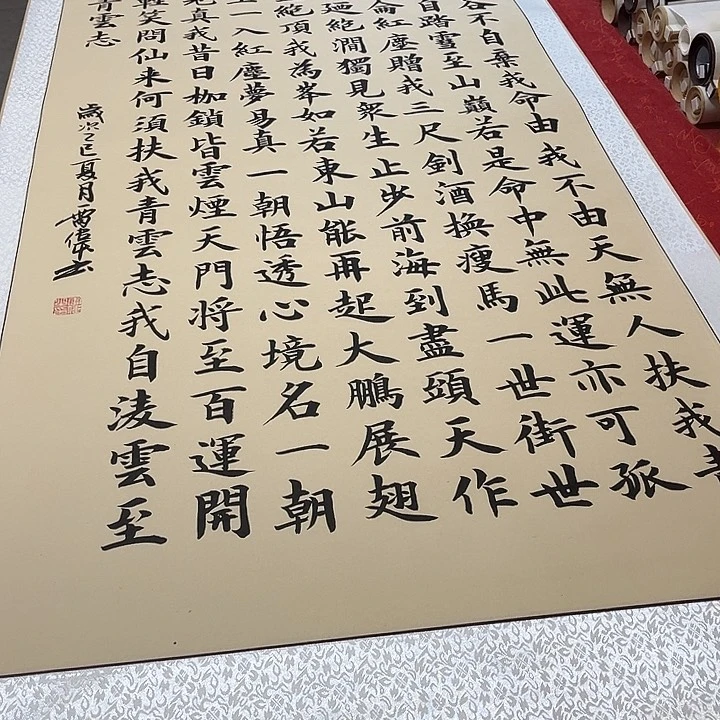 谷不自棄我命由我不由天無人扶我青
自踏雪至山巔若是命中無此運亦可孤
侖紅塵贈我三尺劍酒換瘦馬一世街世
迴絕澗獨見眾生止步前海到盡頭天作
絕頂我為峯如若東山能再起大鵬展翅
一入紅塵夢易真一朝悟透心境名一朝
真我昔日枷鎖皆雲煙天門將至百運開
輕笑問仙來何須扶我青雲志我自淩雲至
青雲志
歲次乙巳夏月